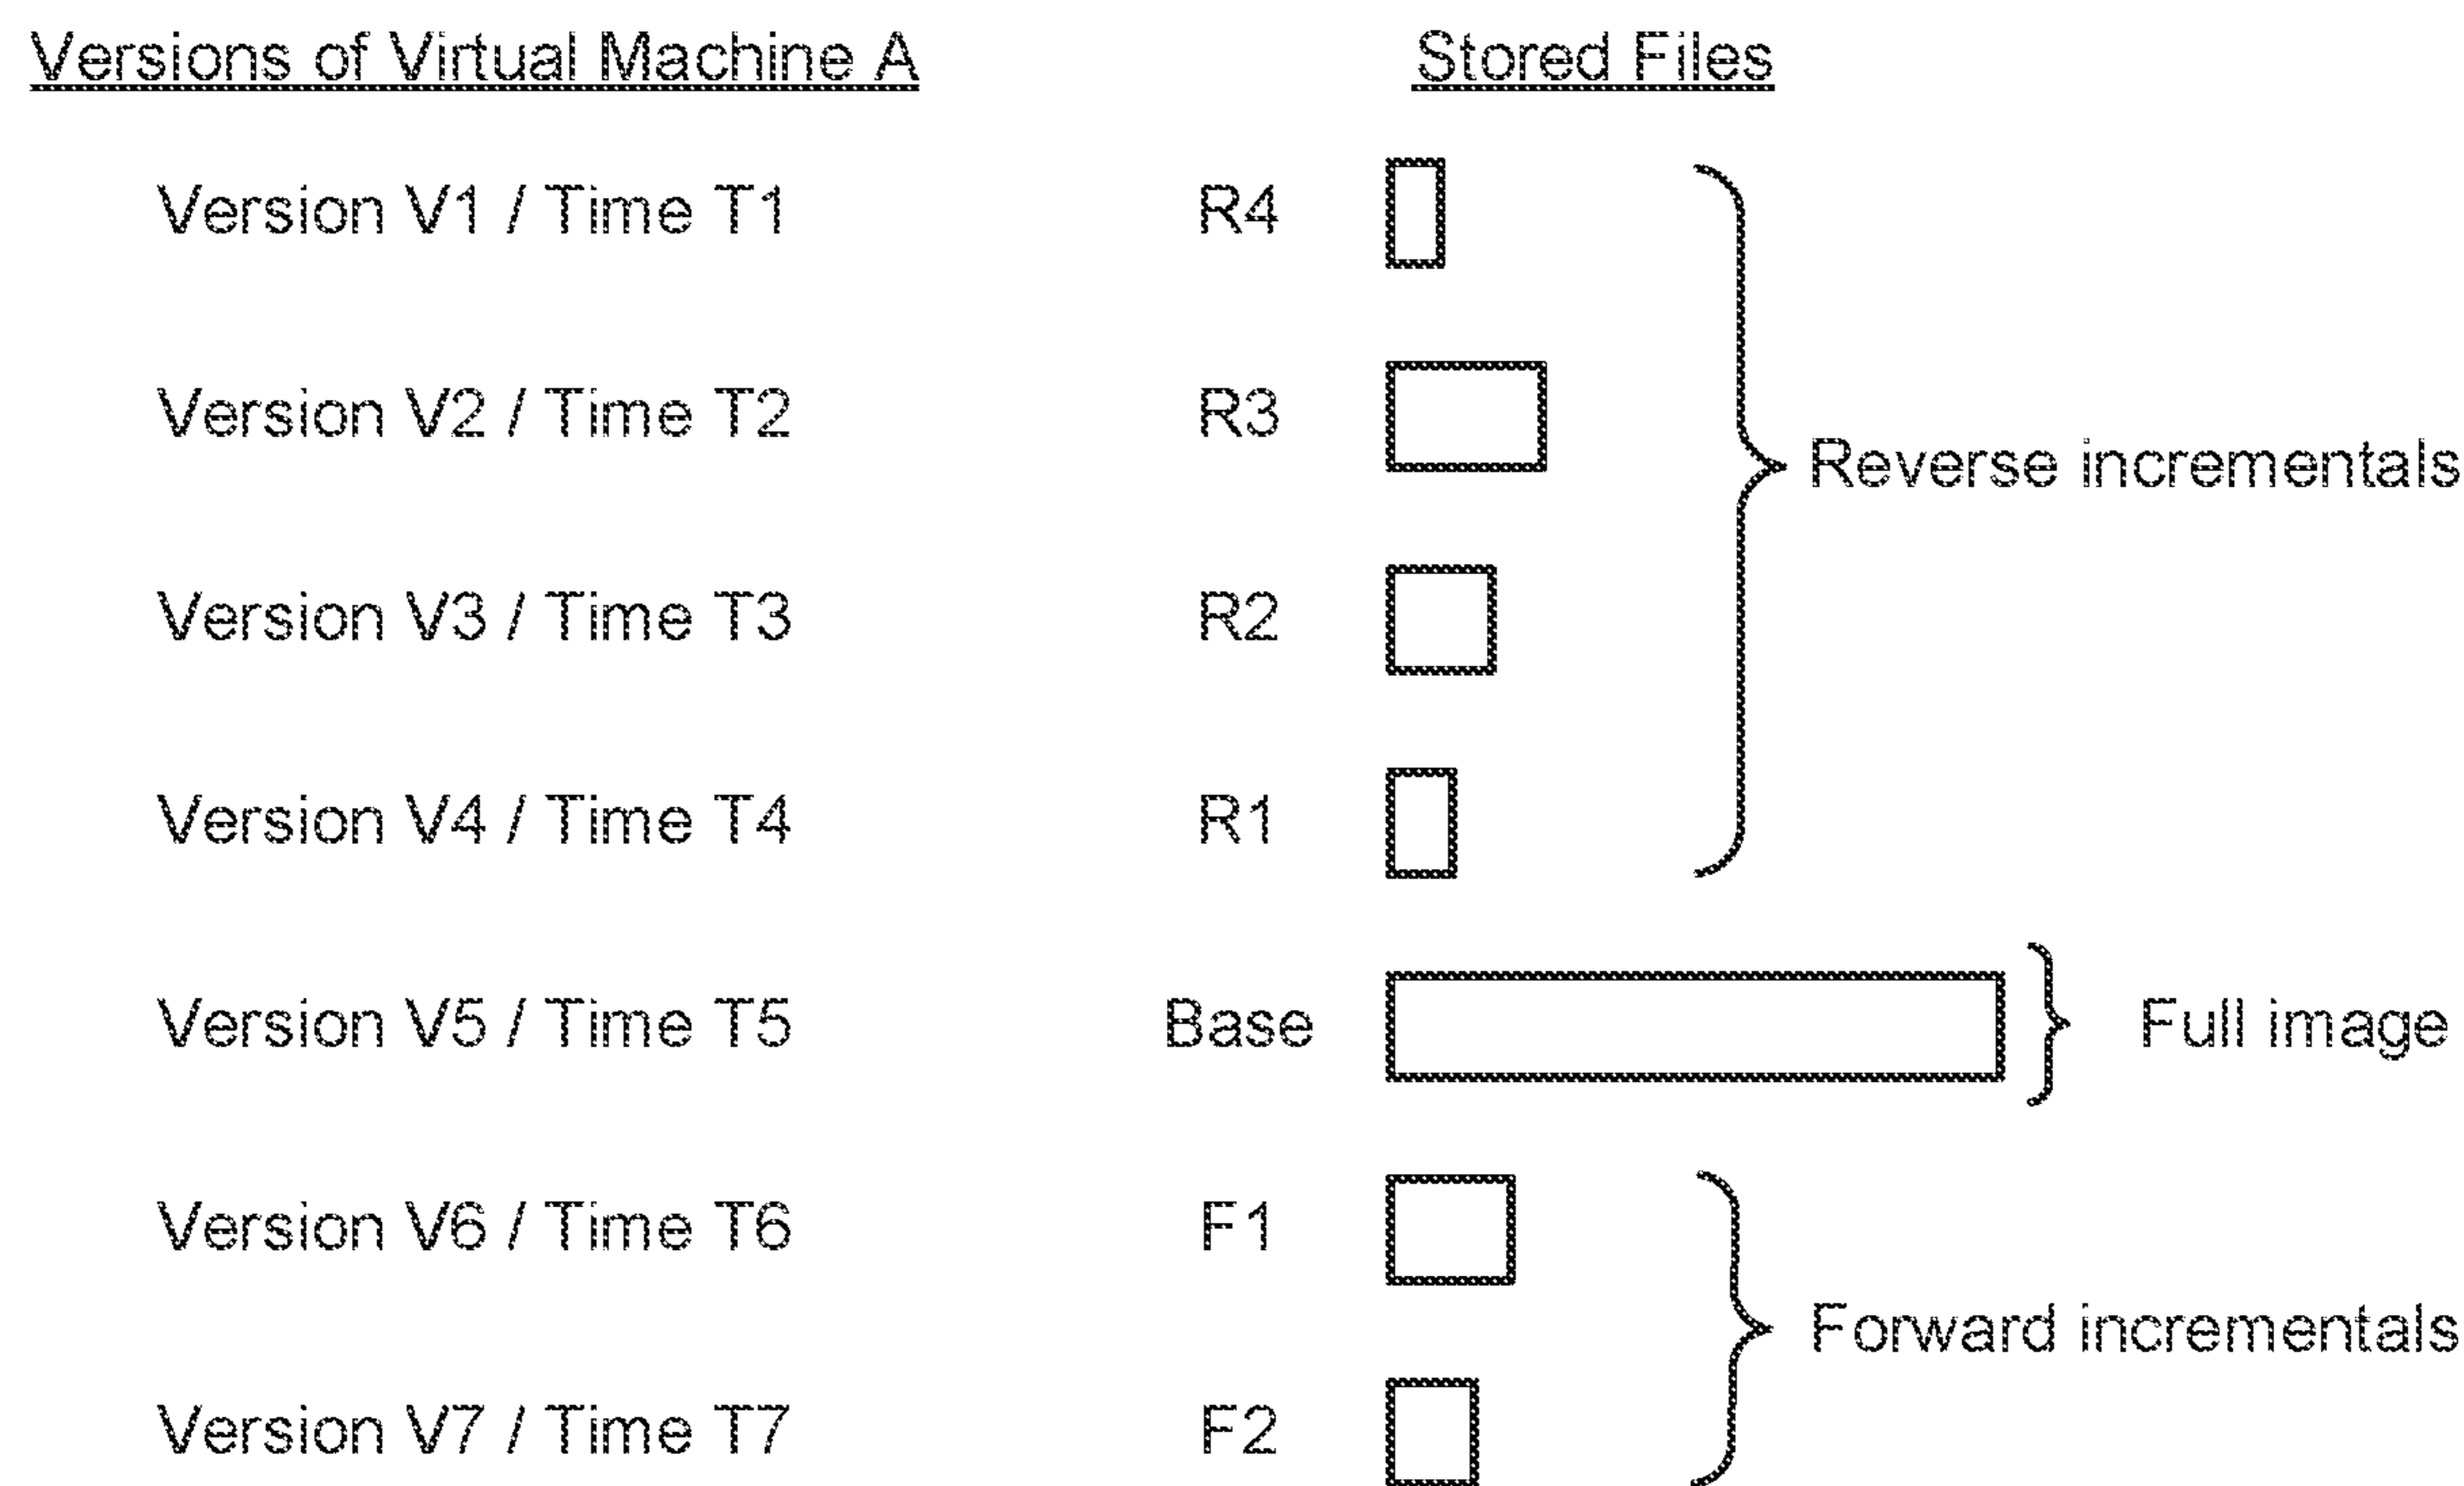 Versions of Virtual Machine A Stored Files
Version V1 / Time T1 R4
Version V2 / Time T2 R3
Reverse incrementals
Version V3 / Time T3 R2
Version V4 / Time T4 R1
Version V5 / Time T5 Base Full image
Version V6 / Time T6 F1
Forward incrementals
Version V7 / Time T7 F2